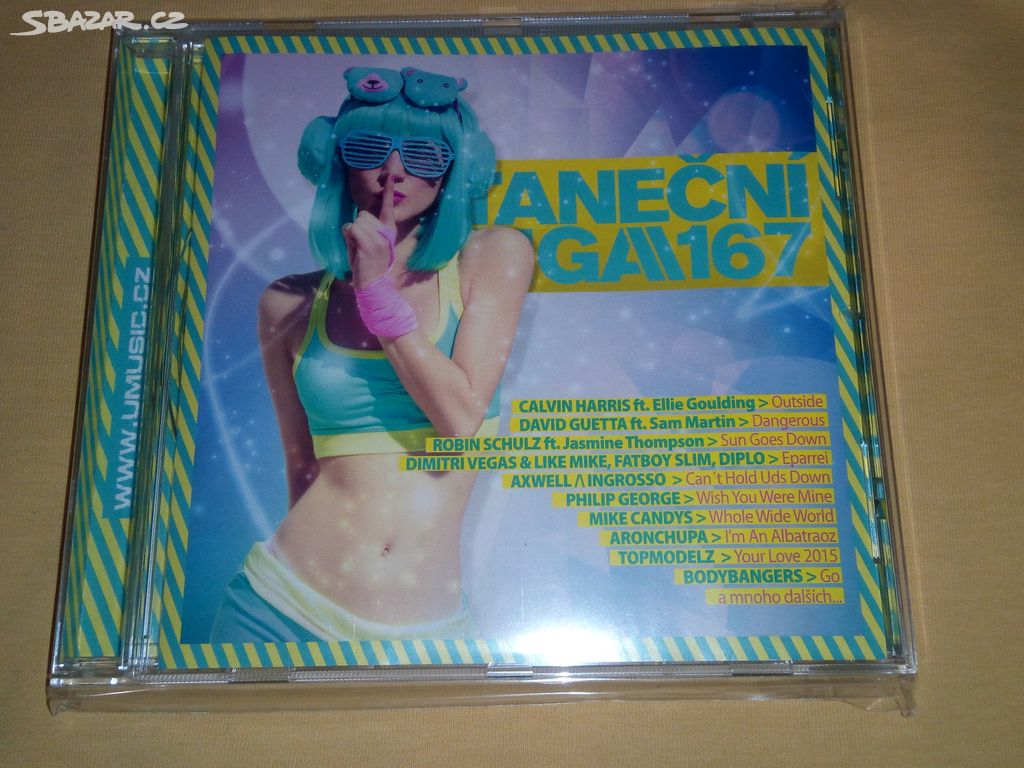 SBAZAR.CZ
www.umusic.cz
TANEČNÍ
LIGA\\\167
CALVIN HARRIS ft. Ellie Goulding > Outside
DAVID GUETTA ft. Sam Martin > Dangerous
ROBIN SCHULZ ft. Jasmine Thompson > Sun Goes Down
DIMITRI VEGAS & LIKE MIKE, FATBOY SLIM, DIPLO > Eparrei
AXWELL /\ INGROSSO > Can´t Hold Uds Down
PHILIP GEORGE > Wish You Were Mine
MIKE CANDYS > Whole Wide World
ARONCHUPA > I'm An Albatraoz
TOPMODELZ > Your Love 2015
BODYBANGERS > Go
a mnoho dalších...